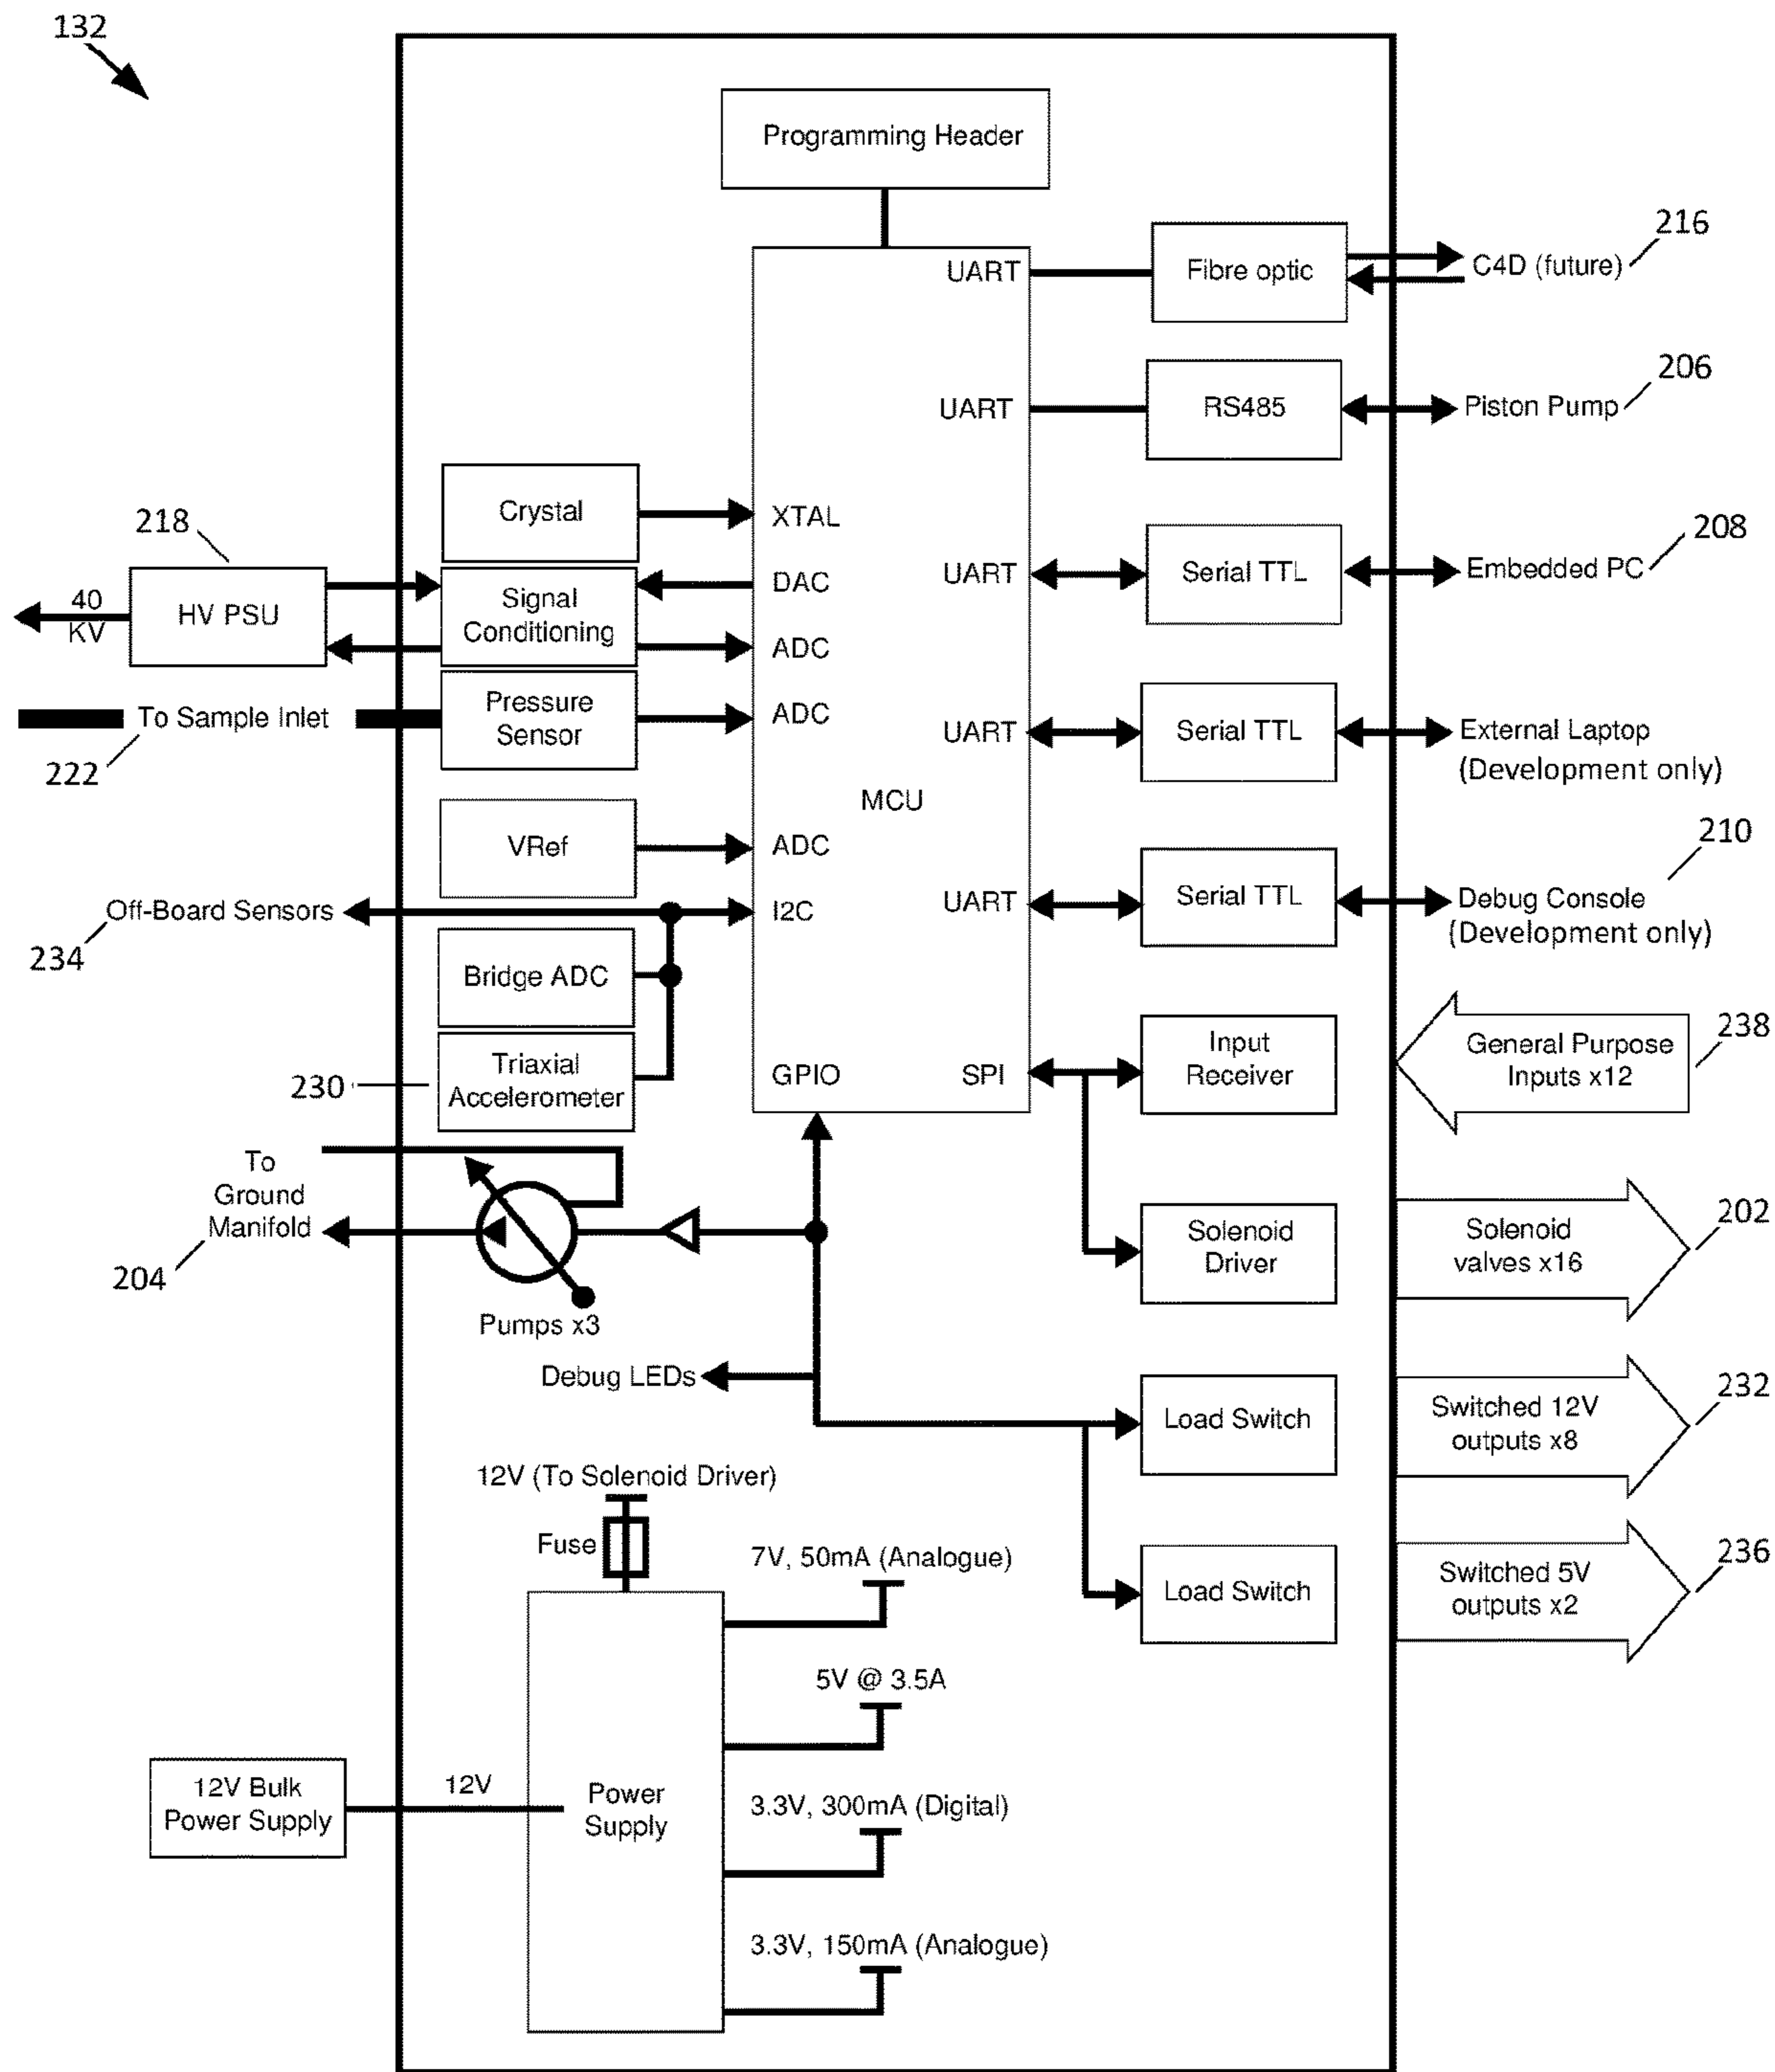 132
Programming Header
UART
Fibre optic
C4D (future)
216
UART
RS485
Piston Pump
206
Crystal
XTAL
218
HV PSU
40
KV
Signal
Conditioning
DAC
ADC
UART
Serial TTL
Embedded PC
208
To Sample Inlet
222
Pressure
Sensor
ADC
UART
Serial TTL
External Laptop
(Development only)
MCU
VRef
ADC
Off-Board Sensors
234
I2C
UART
Serial TTL
Debug Console
(Development only)
210
Bridge ADC
Triaxial
Accelerometer
230
GPIO
SPI
Input
Receiver
General Purpose
Inputs x12
238
To
Ground
Manifold
204
Pumps x3
Solenoid
Driver
Solenoid
valves x16
202
Debug LEDs
Load Switch
Switched 12V
outputs x8
232
12V (To Solenoid Driver)
Fuse
Load Switch
Switched 5V
outputs x2
236
7V, 50mA (Analogue)
5V @ 3.5A
12V Bulk
Power Supply
12V
Power
Supply
3.3V, 300mA (Digital)
3.3V, 150mA (Analogue)